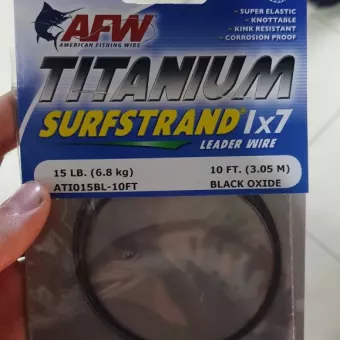 AFW
AMERICAN FISHING WIRE
- SUPER ELASTIC
- KNOTTABLE
- KINK RESISTANT
- CORROSION PROOF
TITANIUM
SURFSTRAND® 1x7
LEADER WIRE
15 LB. (6.8 kg) 10 FT. (3.05 M)
ATI015BL-10FT BLACK OXIDE